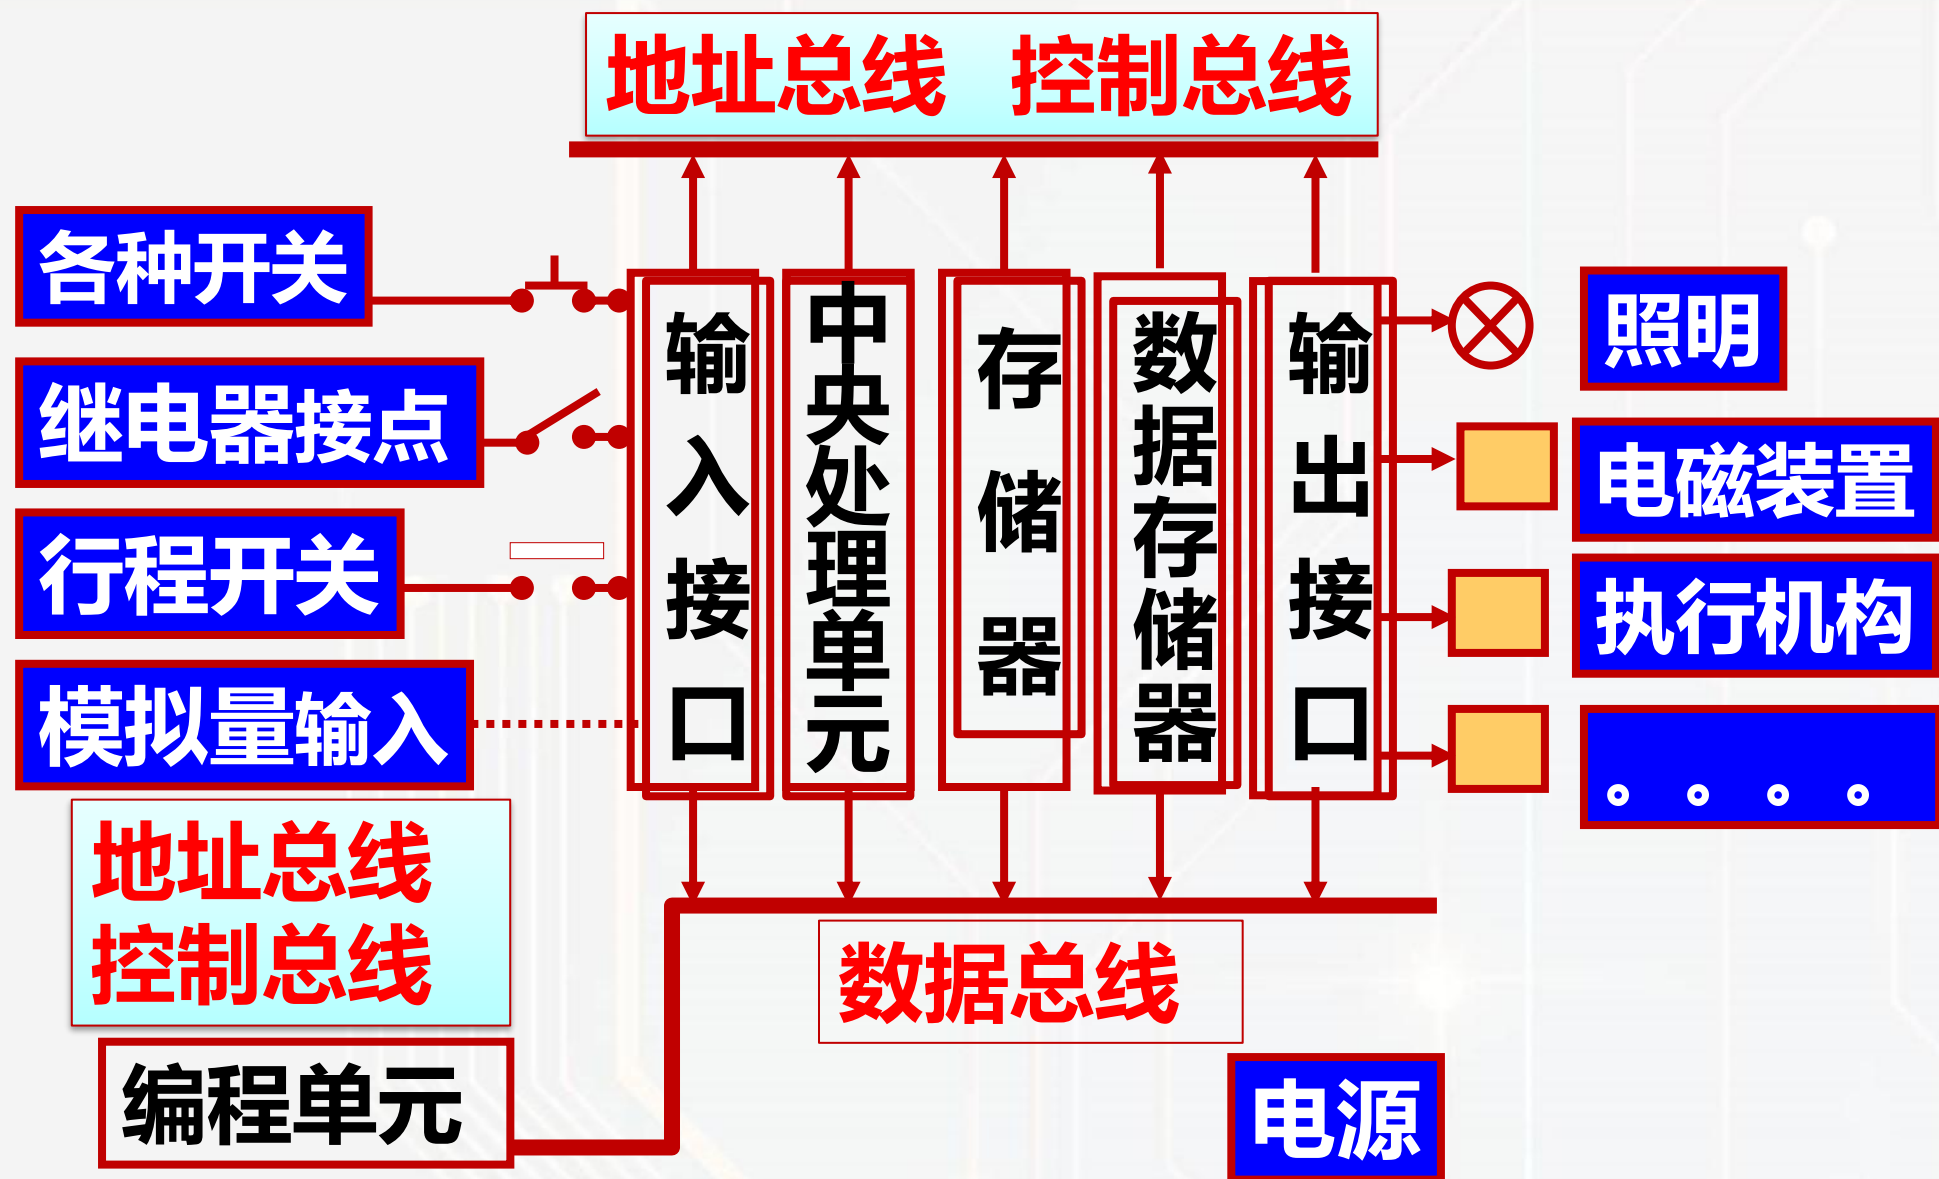 地址总线 控制总线
各种开关
继电器接点
行程开关
模拟量输入
输入接口
中央处理单元
存储器
数据存储器
输出接口
照明
电磁装置
执行机构
。。。。
地址总线
控制总线
数据总线
编程单元
电源